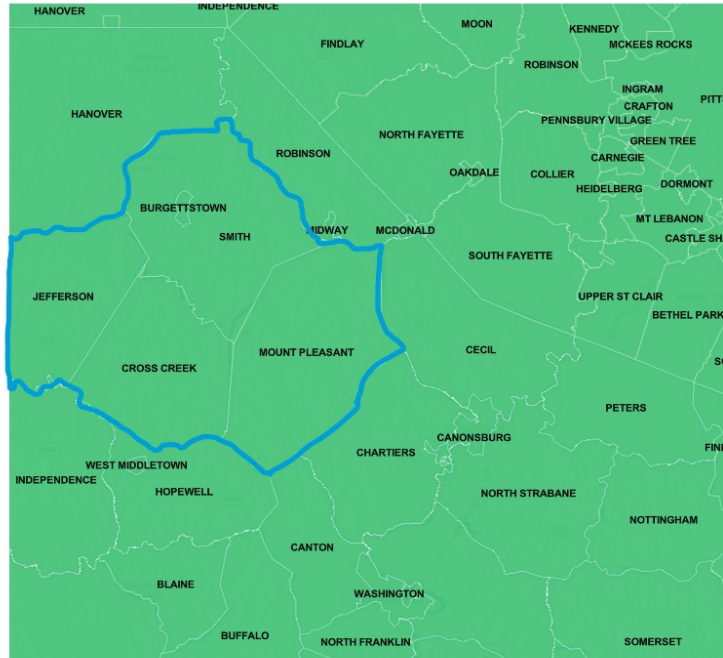 HANOVER
INDEPENDENCE
MOON
KENNEDY
FINDLAY
MCKEES ROCKS
ROBINSON
INGRAM
CRAFTON
HANOVER
PENNSBURY VILLAGE
NORTH FAYETTE
GREEN TREE
ROBINSON
CARNEGIE
OAKDALE
COLLIER
HEIDELBERG
DORMONT
BURGETTSTOWN
MT LEBANON
MIDWAY
MCDONALD
SMITH
CASTLE SH
SOUTH FAYETTE
JEFFERSON
UPPER ST CLAIR
BETHEL PARK
MOUNT PLEASANT
CECIL
CROSS CREEK
PETERS
CANONSBURG
FIN
CHARTIERS
WEST MIDDLETOWN
INDEPENDENCE
HOPEWELL
NORTH STRABANE
NOTTINGHAM
CANTON
BLAINE
WASHINGTON
BUFFALO
NORTH FRANKLIN
SOMERSET